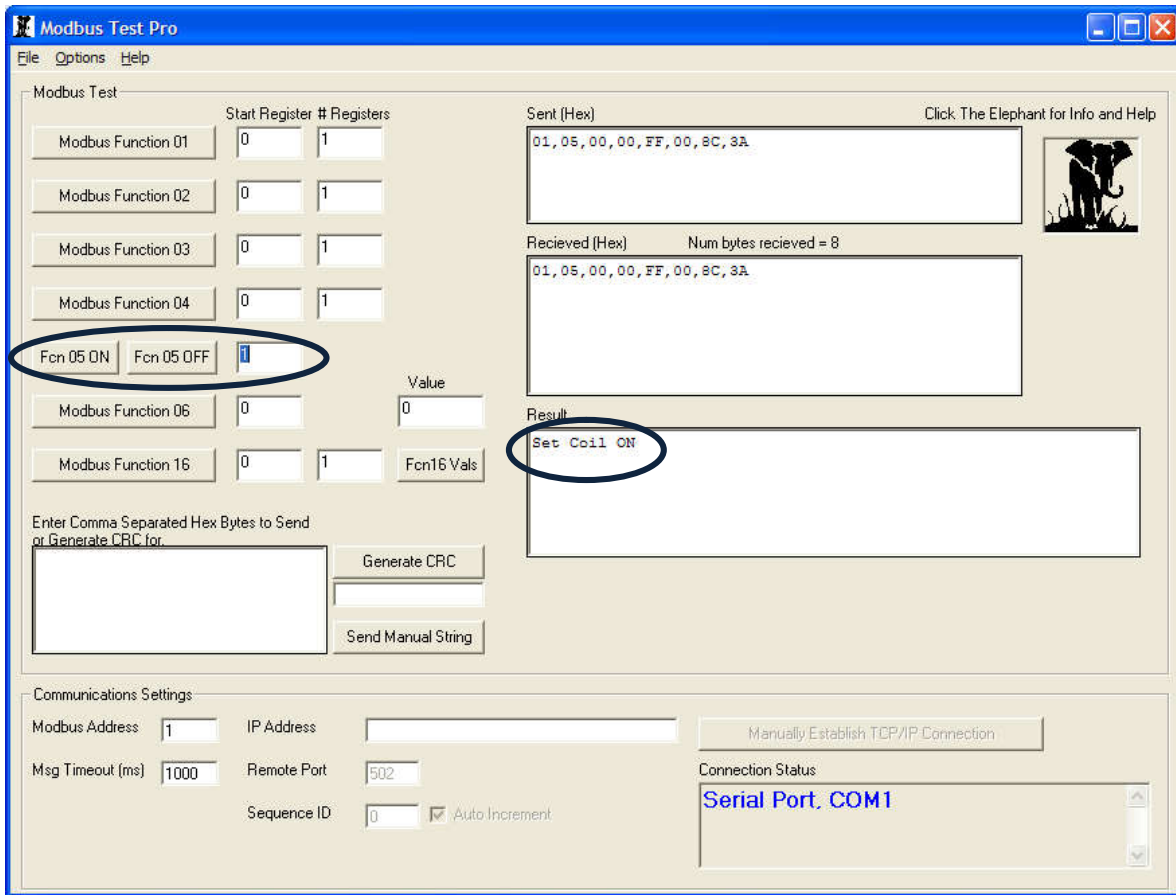 Modbus Test Pro
File Options Help
Modbus Test
Start Register # Registers
Modbus Function 01 0 1
Modbus Function 02 0 1
Modbus Function 03 0 1
Modbus Function 04 0 1
Fcn 05 ON Fcn 05 OFF 1
Value
Modbus Function 06 0 0
Modbus Function 16 0 1 Fcn16 Vals
Enter Comma Separated Hex Bytes to Send
or Generate CRC for.
Generate CRC
Send Manual String
Sent (Hex) Click The Elephant for Info and Help
01,05,00,00,FF,00,8C,3A
Recieved (Hex) Num bytes recieved = 8
01,05,00,00,FF,00,8C,3A
Result
Set Coil ON
Communications Settings
Modbus Address 1 IP Address Manually Establish TCP/IP Connection
Msg Timeout (ms) 1000 Remote Port 502 Connection Status
Serial Port, COM1
Sequence ID 0 Auto Increment